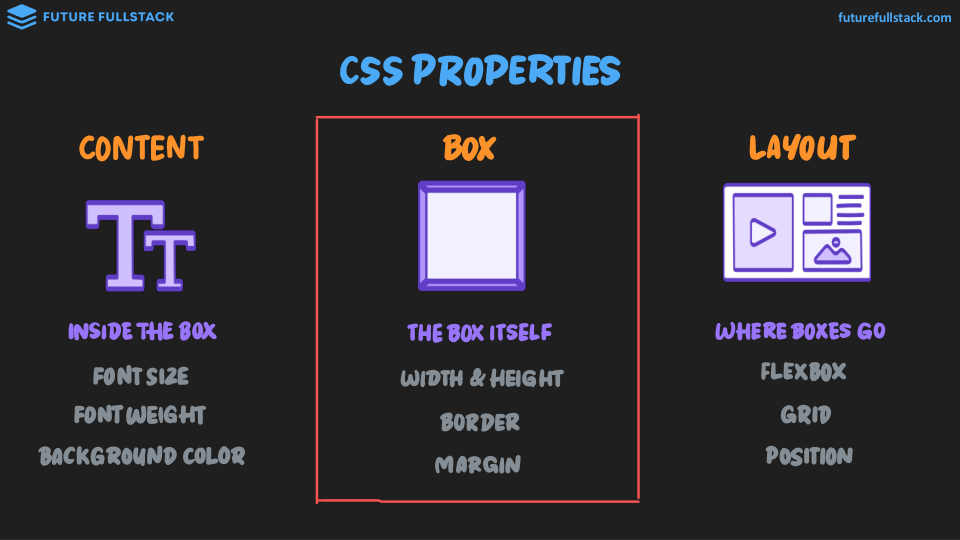 FUTURE FULLSTACK
futurefullstack.com
CSS PROPERTIES
CONTENT
INSIDE THE BOX
FONT SIZE
FONT WEIGHT
BACKGROUND COLOR
BOX
THE BOX ITSELF
WIDTH & HEIGHT
BORDER
MARGIN
LAYOUT
WHERE BOXES GO
FLEXBOX
GRID
POSITION